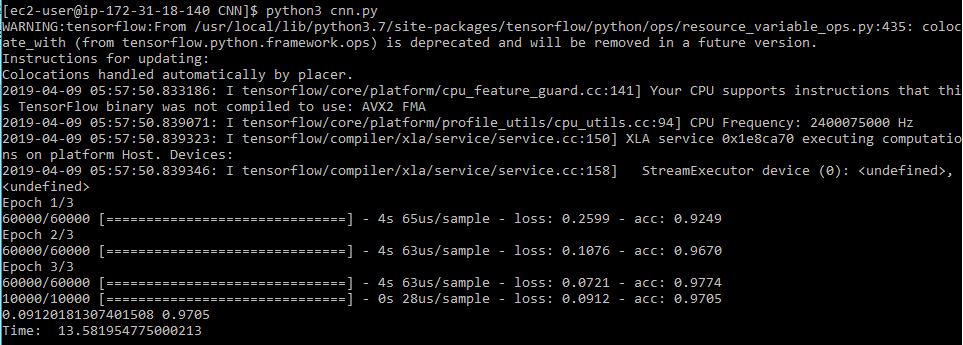 [ec2-user@ip-172-31-18-140 CNN]$ python3 cnn.py
WARNING:tensorflow:From /usr/local/lib/python3.7/site-packages/tensorflow/python/ops/resource_variable_ops.py:435: coloc
ate_with (from tensorflow.python.framework.ops) is deprecated and will be removed in a future version.
Instructions for updating:
Colocations handled automatically by placer.
2019-04-09 05:57:50.833186: I tensorflow/core/platform/cpu_feature_guard.cc:141] Your CPU supports instructions that thi
s TensorFlow binary was not compiled to use: AVX2 FMA
2019-04-09 05:57:50.839071: I tensorflow/core/platform/profile_utils/cpu_utils.cc:94] CPU Frequency: 2400075000 Hz
2019-04-09 05:57:50.839323: I tensorflow/compiler/xla/service/service.cc:150] XLA service 0x1e8ca70 executing computatio
ns on platform Host. Devices:
2019-04-09 05:57:50.839346: I tensorflow/compiler/xla/service/service.cc:158]   StreamExecutor device (0): <undefined>,
<undefined>
Epoch 1/3
60000/60000 [==============================] - 4s 65us/sample - loss: 0.2599 - acc: 0.9249
Epoch 2/3
60000/60000 [==============================] - 4s 63us/sample - loss: 0.1076 - acc: 0.9670
Epoch 3/3
60000/60000 [==============================] - 4s 63us/sample - loss: 0.0721 - acc: 0.9774
10000/10000 [==============================] - 0s 28us/sample - loss: 0.0912 - acc: 0.9705
0.09120181307401508 0.9705
Time:  13.581954775000213